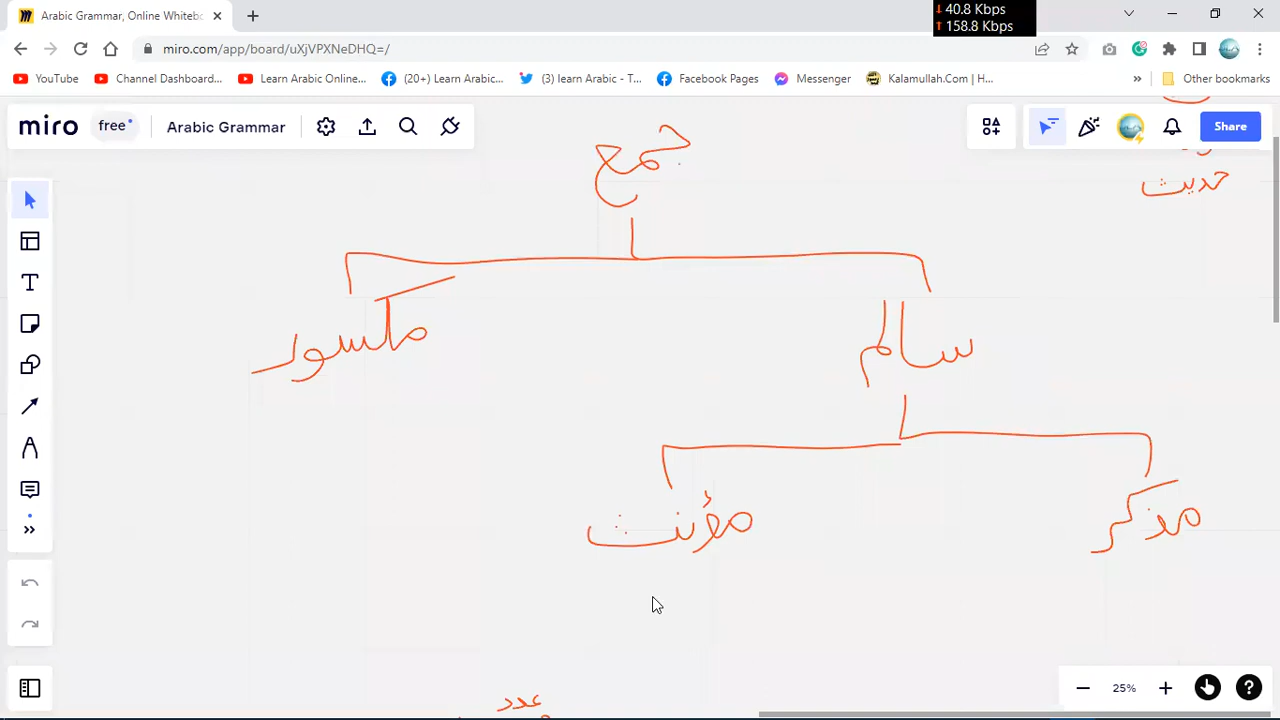 Arabic Grammar, Online Whitebo
40.8 Kbps
158.8 Kbps
miro.com/app/board/uXjVPXNeDHQ=/
YouTube
Channel Dashboard...
Learn Arabic Online...
(20+) Learn Arabic...
(3) learn Arabic - T...
Facebook Pages
Messenger
Kalamullah.Com | H...
Other bookmarks
miro
free
Arabic Grammar
Share
جمع
حديث
سالم
مكسور
مذكر
مؤنث
عدد
25%